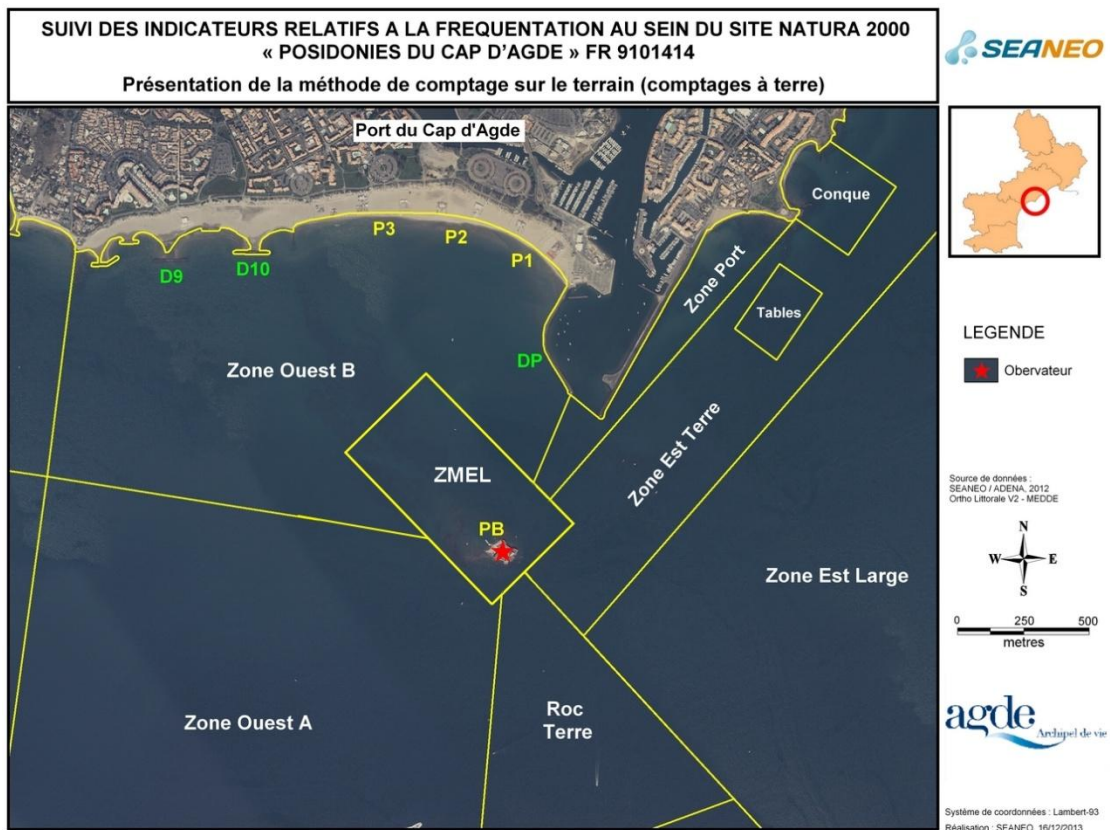 SUIVI DES INDICATEURS RELATIFS A LA FREQUENTATION AU SEIN DU SITE NATURA 2000
« POSIDONIES DU CAP D'AGDE » FR 9101414
Présentation de la méthode de comptage sur le terrain (comptages à terre)
SEANEO
Port du Cap d'Agde
Conque
P3
P2
P1
D9
D10
Zone Port
Tables
DP
Zone Ouest B
Zone Est Terre
ZMEL
PB
Zone Est Large
Zone Ouest A
Roc
Terre
LEGENDE
Obervateur
Source de données :
SEANEO / ADENA, 2012
Ortho Littorale V2 - MEDDE
N
W E
S
0 250 500
metres
agde
Archipel de vie
Système de coordonnées : Lambert-93
Réalisation : SEANEO, 16/12/2013